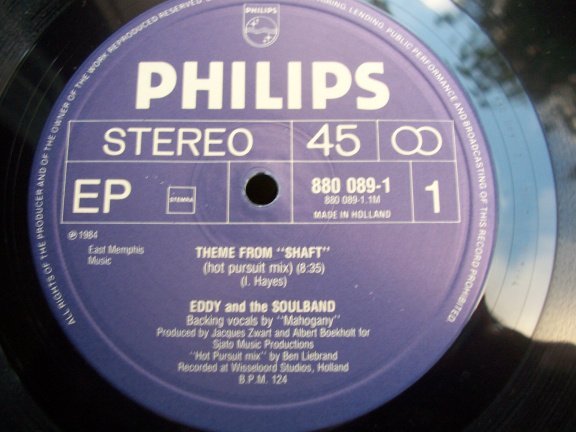 PHILIPS
PHILIPS
STEREO 45
EP STEMRA 880 089-1 1
880 089-1.1M
MADE IN HOLLAND
℗ 1984
East Memphis
Music
THEME FROM "SHAFT"
(hot pursuit mix) (8:35)
(I. Hayes)
EDDY and the SOULBAND
Backing vocals by "Mahogany"
Produced by Jacques Zwart and Albert Boekholt for
Sjato Music Productions
"Hot Pursuit mix" by Ben Liebrand
Recorded at Wisseloord Studios, Holland
B.P.M. 124
ALL RIGHTS OF THE PRODUCER AND OF THE OWNER OF THE WORK REPRODUCED RESERVED LENDING, PUBLIC PERFORMANCE AND BROADCASTING OF THIS RECORD PROHIBITED